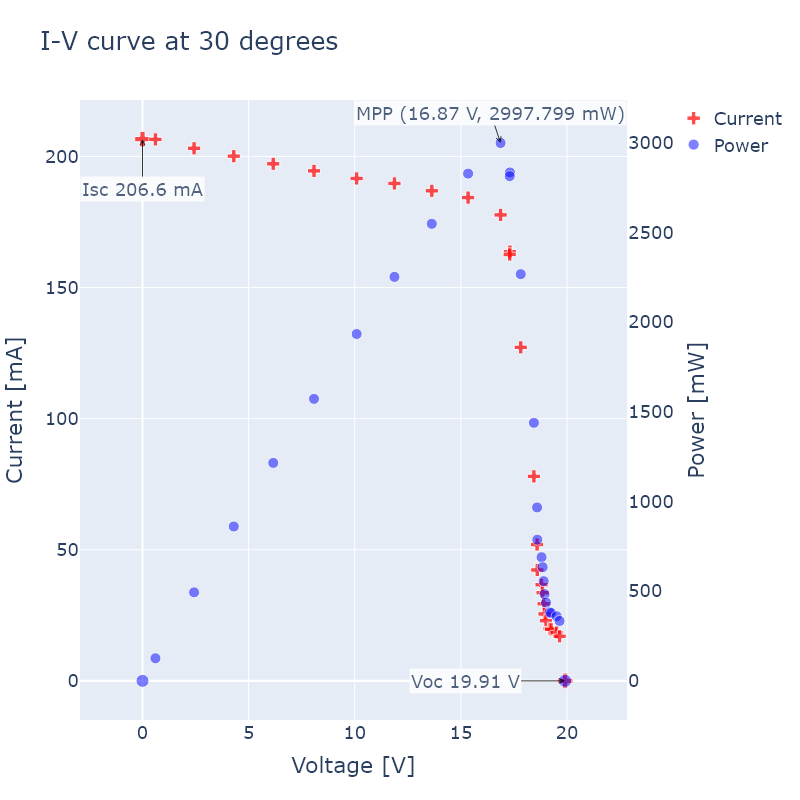 I-V curve at 30 degrees
MPP (16.87 V, 2997.799 mW)
Current
Power
Isc 206.6 mA
Voc 19.91 V
200
150
100
50
0
Current [mA]
3000
2500
2000
1500
1000
500
0
Power [mW]
0 5 10 15 20
Voltage [V]